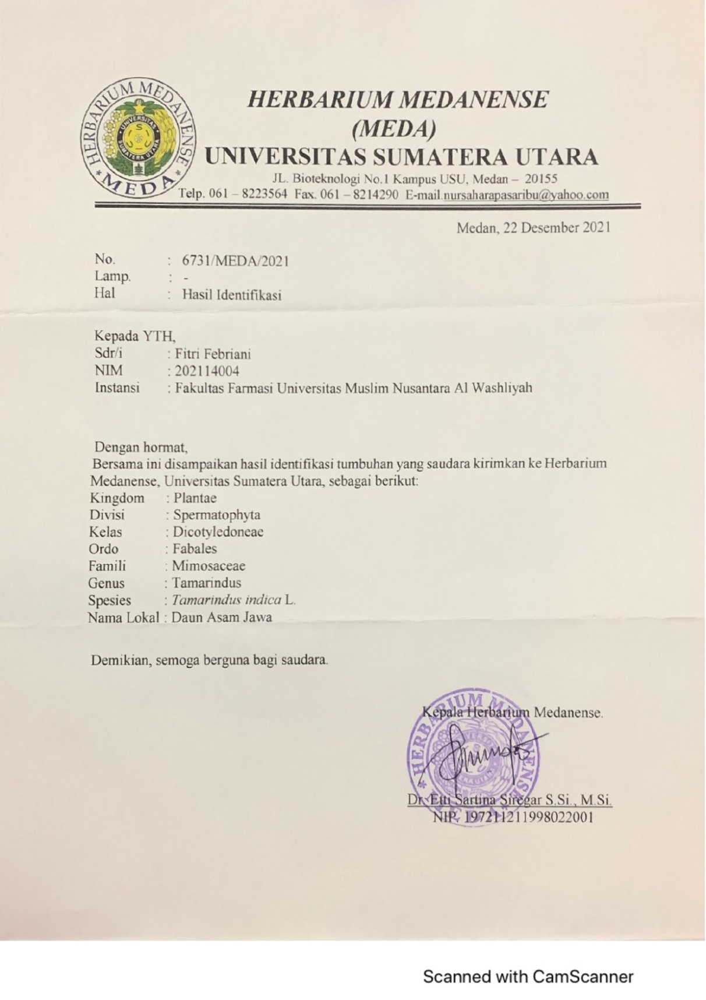 HERBARIUM MEDANENSE
MEDA
UNIVERSITAS SUMATERA UTARA
HERBARIUM MEDANENSE
(MEDA)
UNIVERSITAS SUMATERA UTARA
JL. Bioteknologi No.1 Kampus USU, Medan – 20155
Telp. 061 – 8223564 Fax. 061 – 8214290 E-mail.nursaharapasaribu@yahoo.com
Medan, 22 Desember 2021
No. : 6731/MEDA/2021
Lamp. : -
Hal : Hasil Identifikasi
Kepada YTH,
Sdr/i : Fitri Febriani
NIM : 202114004
Instansi : Fakultas Farmasi Universitas Muslim Nusantara Al Washliyah
Dengan hormat,
Bersama ini disampaikan hasil identifikasi tumbuhan yang saudara kirimkan ke Herbarium
Medanense, Universitas Sumatera Utara, sebagai berikut:
Kingdom : Plantae
Divisi : Spermatophyta
Kelas : Dicotyledoneae
Ordo : Fabales
Famili : Mimosaceae
Genus : Tamarindus
Spesies : Tamarindus indica L.
Nama Lokal : Daun Asam Jawa
Demikian, semoga berguna bagi saudara.
Kepala Herbarium Medanense.
HERBARIUM MEDANENSE
MEDA
Dr. Etti Sartina Siregar S.Si., M.Si.
NIP. 197211211998022001
Scanned with CamScanner